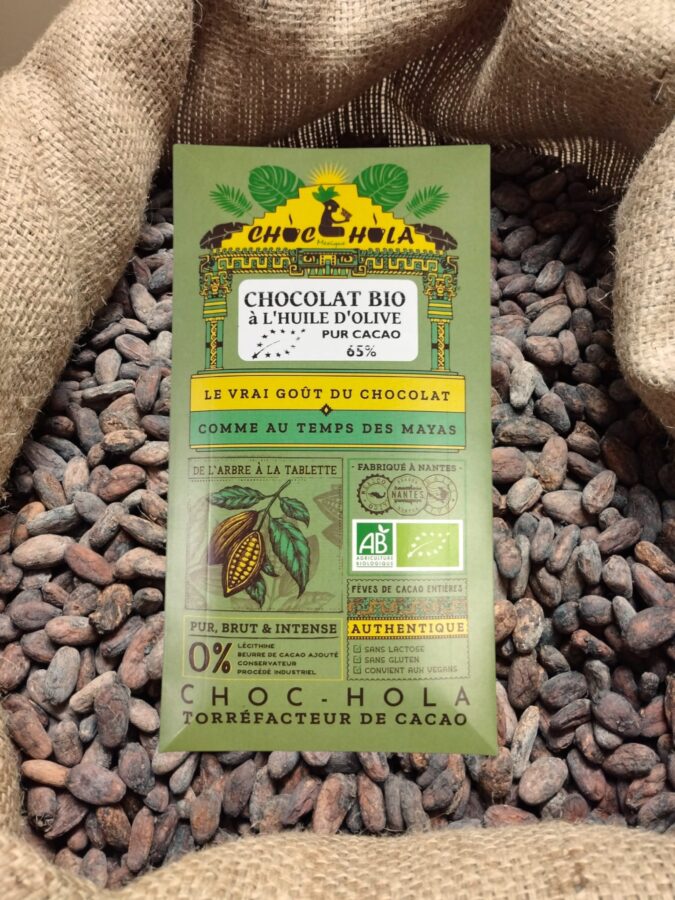 CHOC HOLA
Mexique
CHOCOLAT BIO
à L'HUILE D'OLIVE
PUR CACAO
65%
LE VRAI GOÛT DU CHOCOLAT
COMME AU TEMPS DES MAYAS
DE L'ARBRE À LA TABLETTE
- FABRIQUÉ À NANTES -
NANTES
AB
AGRICULTURE
BIOLOGIQUE
FÈVES DE CACAO ENTIÈRES
AUTHENTIQUE
SANS LACTOSE
SANS GLUTEN
CONVIENT AUX VEGANS
PUR, BRUT & INTENSE
0%
LÉCITHINE
BEURRE DE CACAO AJOUTÉ
CONSERVATEUR
PROCÉDÉ INDUSTRIEL
CHOC-HOLA
TORRÉFACTEUR DE CACAO